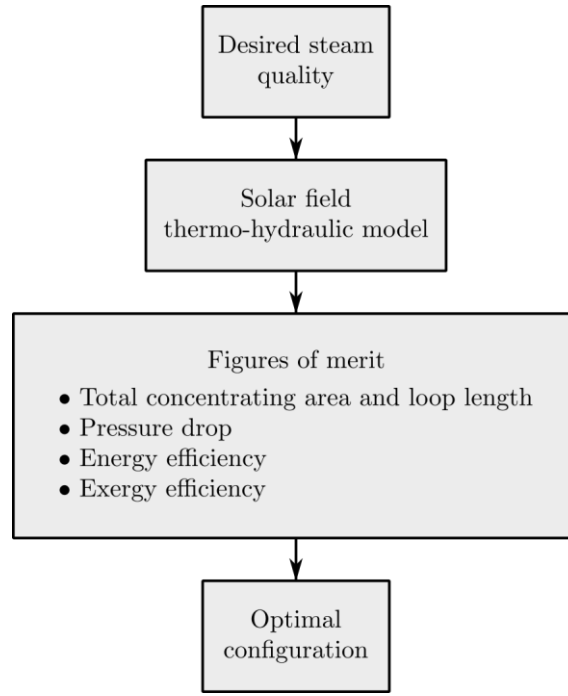 Desired steam
quality
Solar field
thermo-hydraulic model
Figures of merit
• Total concentrating area and loop length
• Pressure drop
• Energy efficiency
• Exergy efficiency
Optimal
configuration